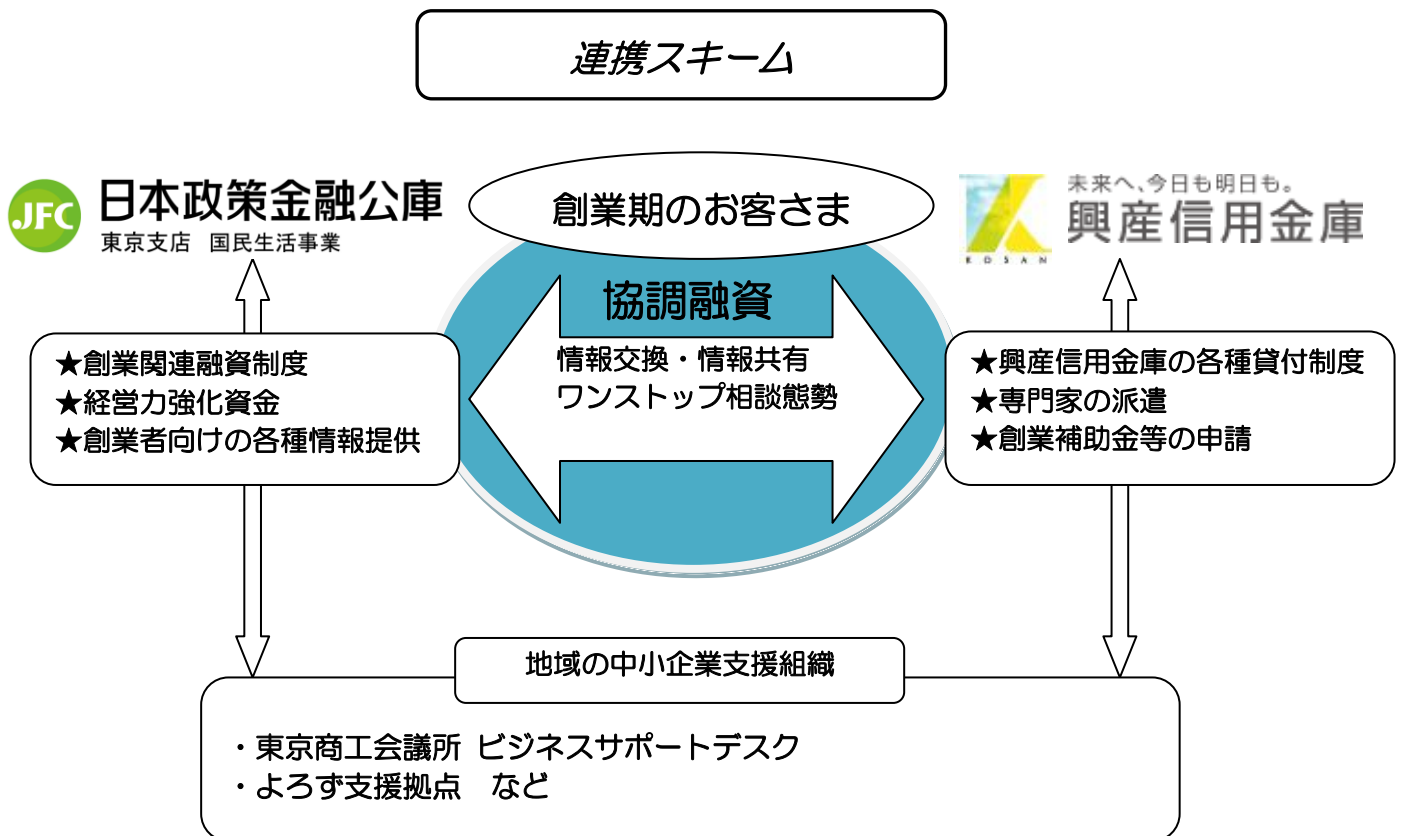 連携スキーム
JFC
日本政策金融公庫
東京支店 国民生活事業
創業期のお客さま
未来へ、今日も明日も。
興産信用金庫
KOSAN
協調融資
情報交換・情報共有
ワンストップ相談態勢
★創業関連融資制度
★経営力強化資金
★創業者向けの各種情報提供
★興産信用金庫の各種貸付制度
★専門家の派遣
★創業補助金等の申請
地域の中小企業支援組織
・東京商工会議所 ビジネスサポートデスク
・よろず支援拠点 など